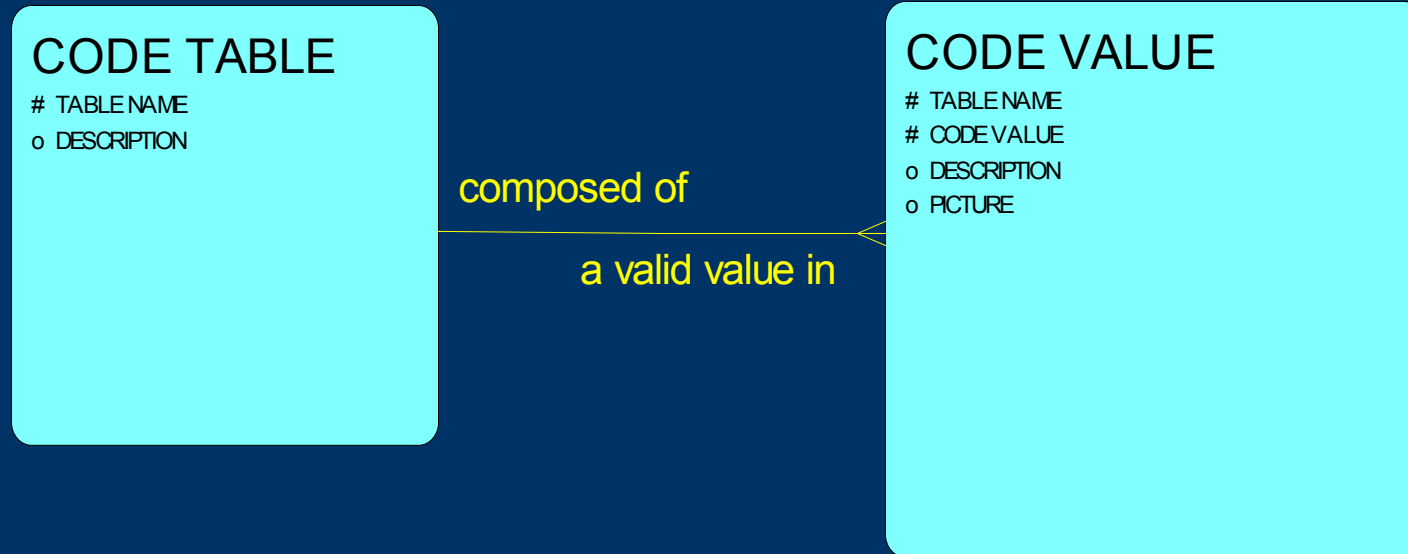 CODE TABLE
# TABLE NAME
o DESCRIPTION
composed of
a valid value in
CODE VALUE
# TABLE NAME
# CODE VALUE
o DESCRIPTION
o PICTURE